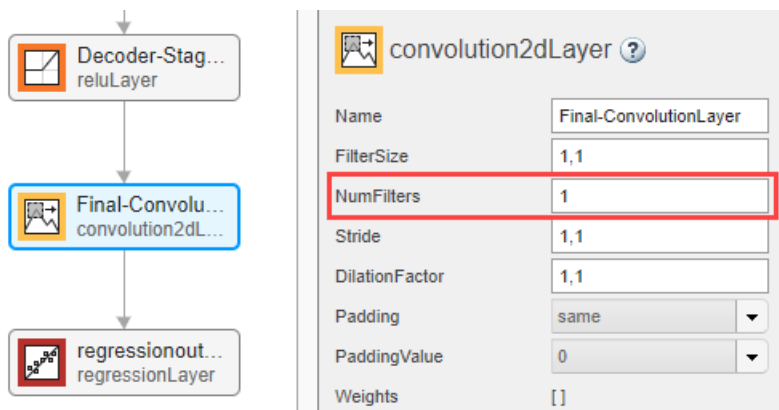 Decoder-Stag...
reluLayer
Final-Convolu...
convolution2dL...
regressionout...
regressionLayer
convolution2dLayer ?
Name Final-ConvolutionLayer
FilterSize 1,1
NumFilters 1
Stride 1,1
DilationFactor 1,1
Padding same
PaddingValue 0
Weights []